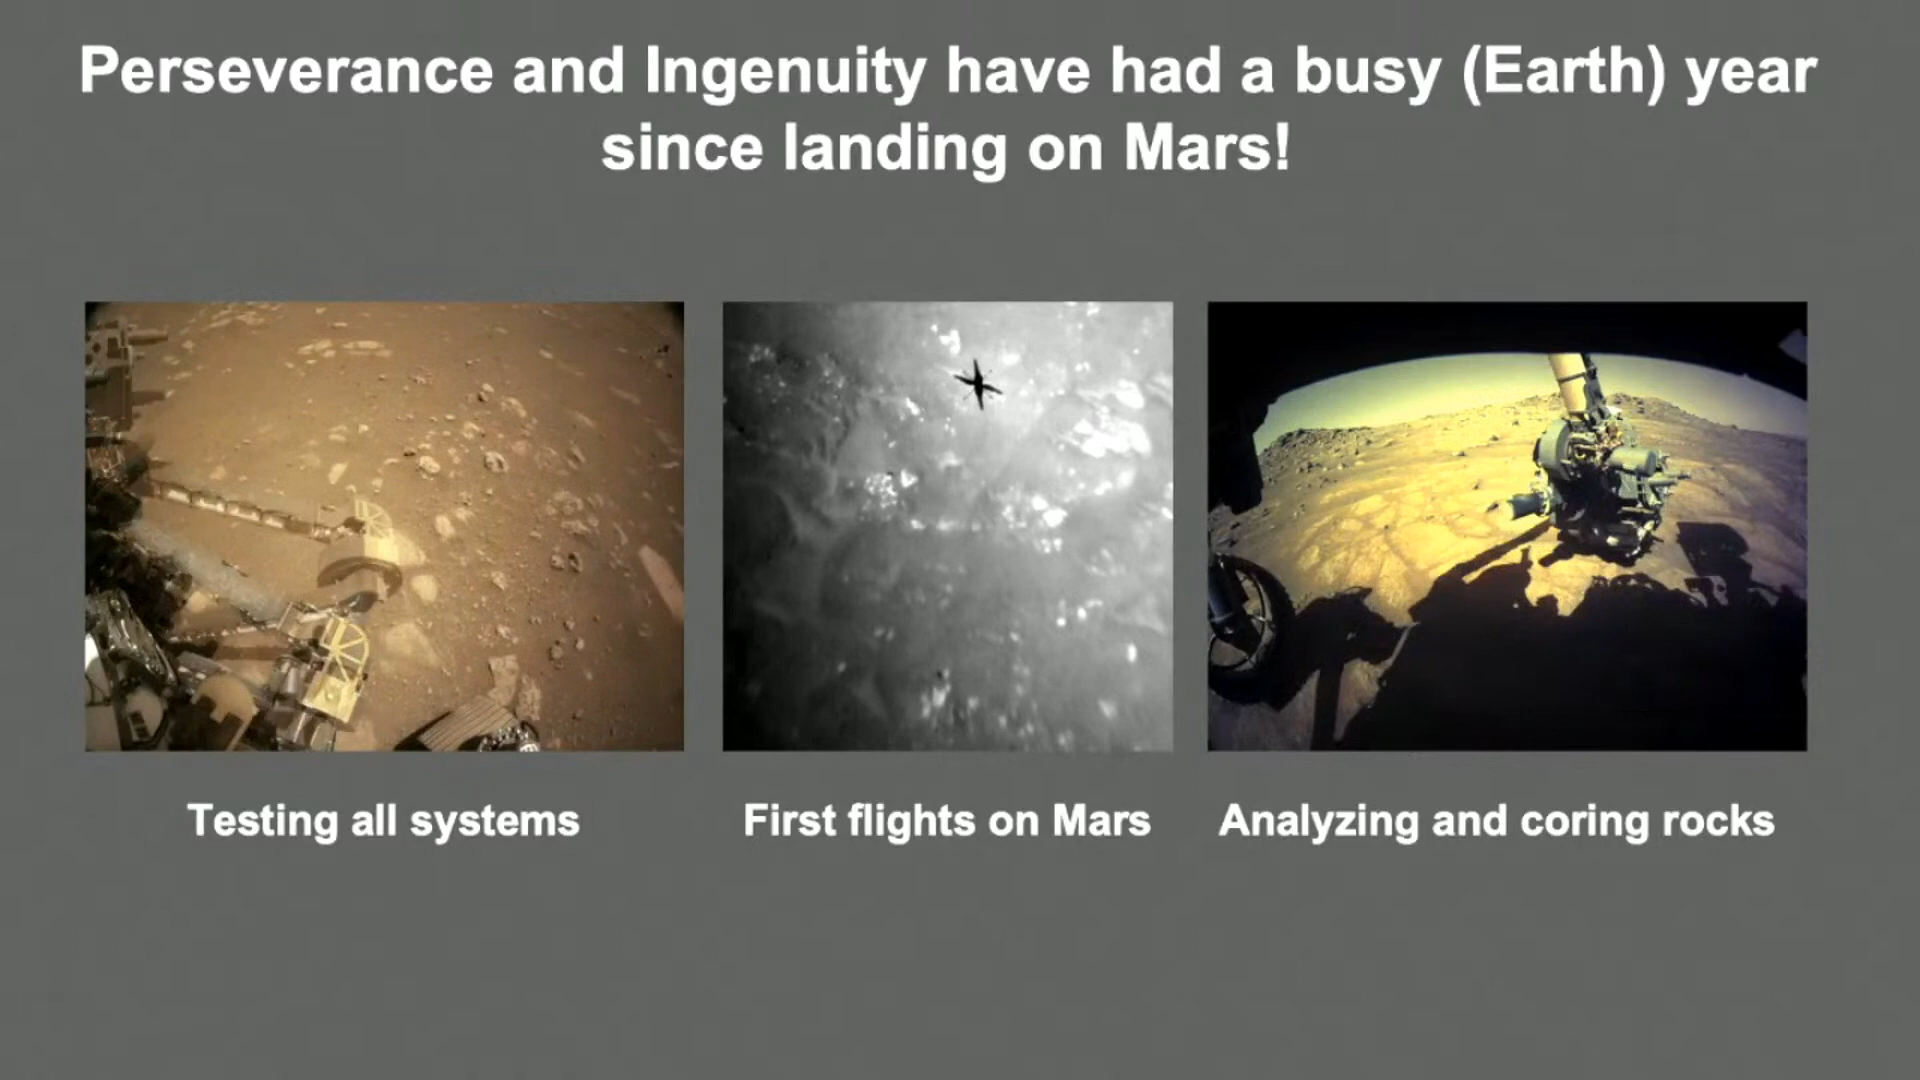 Perseverance and Ingenuity have had a busy (Earth) year
since landing on Mars!
Testing all systems
First flights on Mars
Analyzing and coring rocks